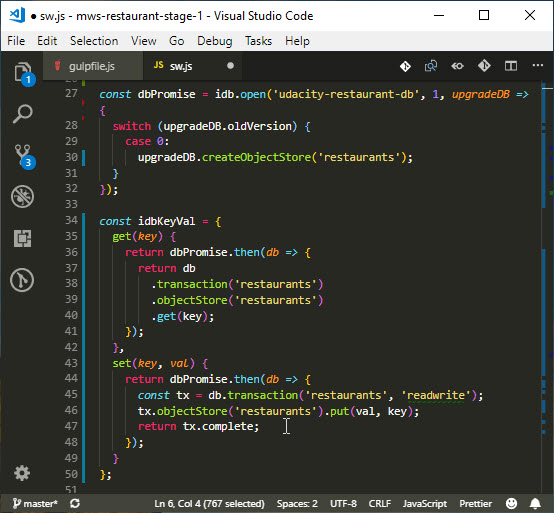 ● sw.js - mws-restaurant-stage-1 - Visual Studio Code
File Edit Selection View Go Debug Tasks Help
1 gulpfile.js sw.js ●
27 const dbPromise = idb.open('udacity-restaurant-db', 1, upgradeDB =>
{
28 switch (upgradeDB.oldVersion) {
29 case 0:
3 30 upgradeDB.createObjectStore('restaurants');
31 }
32 });
33
34 const idbKeyVal = {
35 get(key) {
36 return dbPromise.then(db => {
37 return db
38 .transaction('restaurants')
39 .objectStore('restaurants')
40 .get(key);
41 });
42 },
43 set(key, val) {
44 return dbPromise.then(db => {
45 const tx = db.transaction('restaurants', 'readwrite');
46 tx.objectStore('restaurants').put(val, key);
47 return tx.complete;
48 });
49 }
50 };
51
master* Ln 6, Col 4 (767 selected) Spaces: 2 UTF-8 CRLF JavaScript Prettier